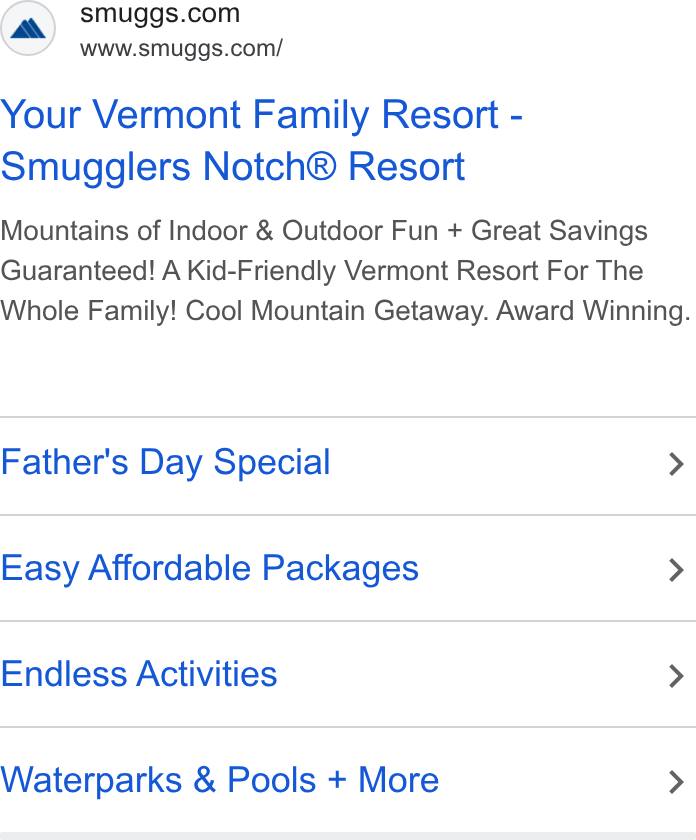 smuggs.com
www.smuggs.com/
Your Vermont Family Resort -
Smugglers Notch® Resort
Mountains of Indoor & Outdoor Fun + Great Savings
Guaranteed! A Kid-Friendly Vermont Resort For The
Whole Family! Cool Mountain Getaway. Award Winning.
Father's Day Special
Easy Affordable Packages
Endless Activities
Waterparks & Pools + More